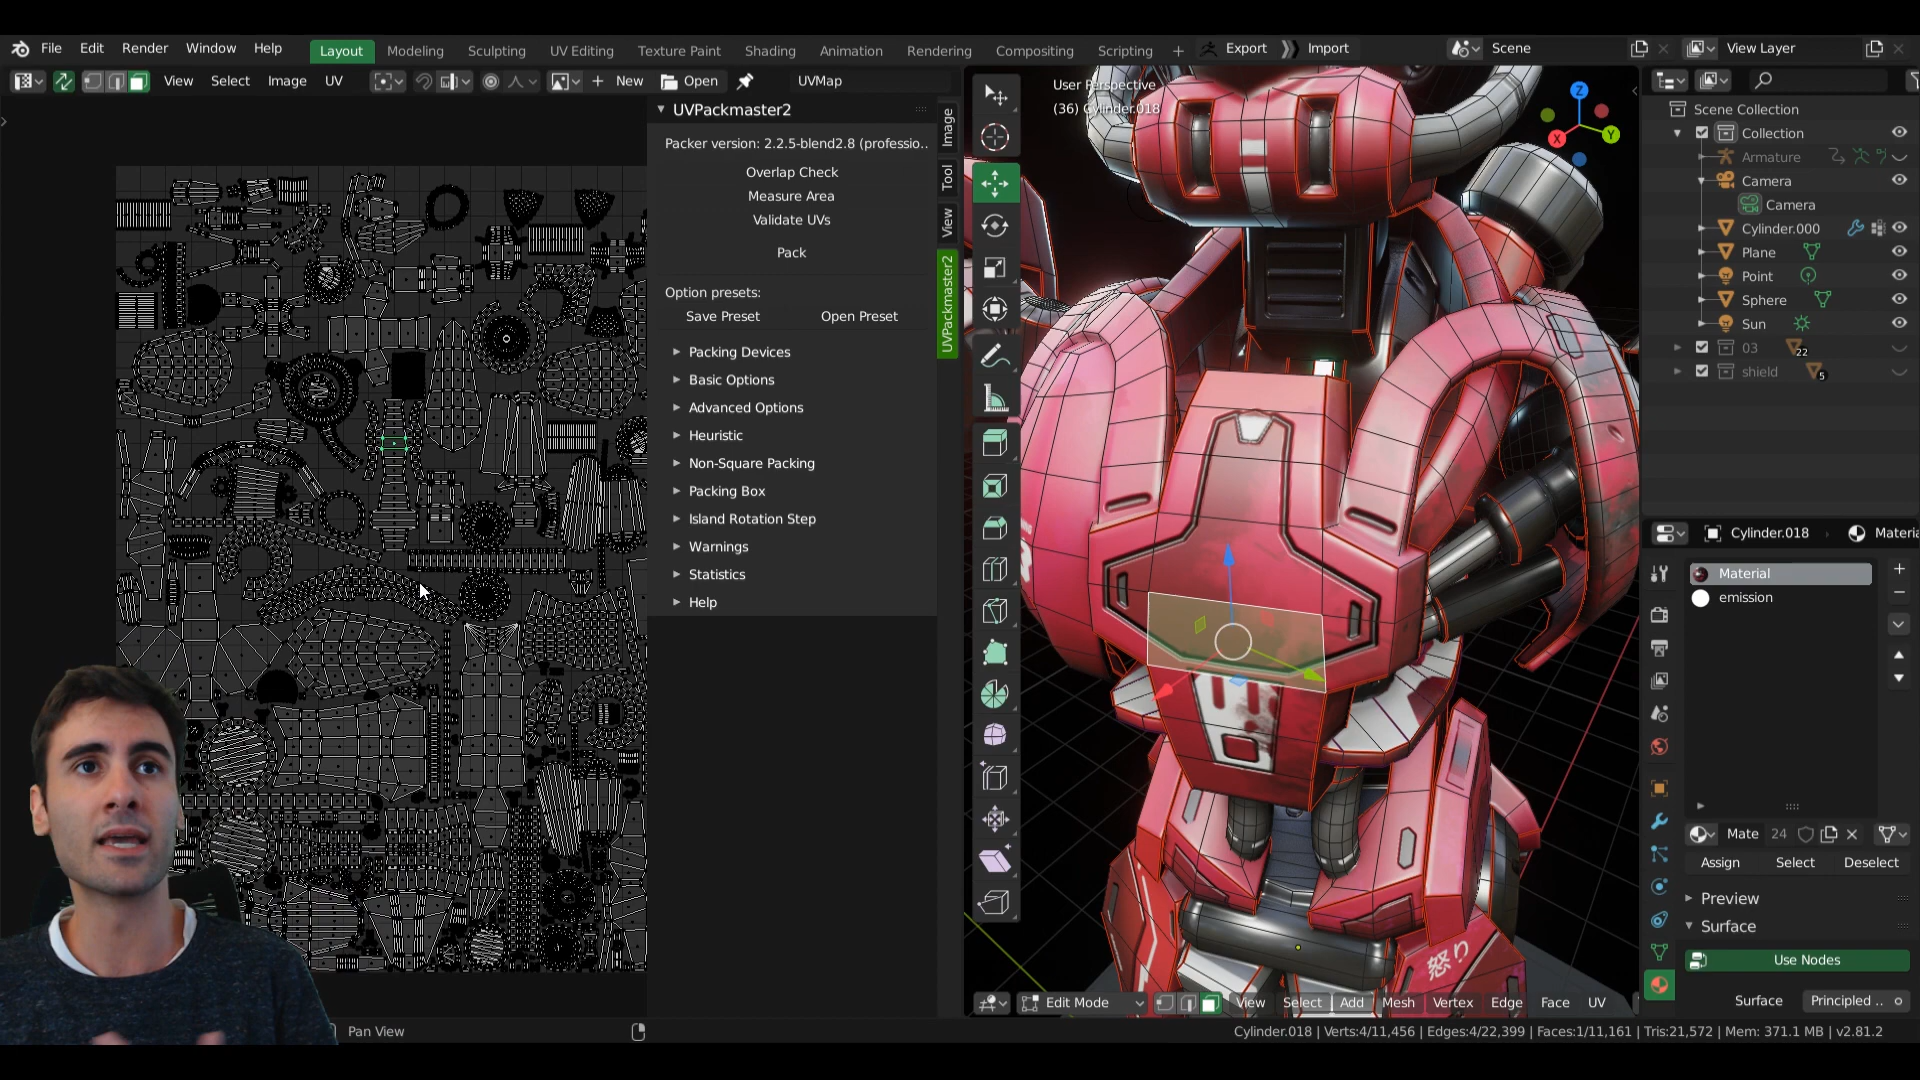 File Edit Render Window Help Layout Modeling Sculpting UV Editing Texture Paint Shading Animation Rendering Compositing Scripting + Export Import Scene View Layer
View Select Image UV New Open UVMap
UVPackmaster2
Packer version: 2.2.5-blend2.8 (professio..
Overlap Check
Measure Area
Validate UVs
Pack
Option presets:
Save Preset Open Preset
Packing Devices
Basic Options
Advanced Options
Heuristic
Non-Square Packing
Packing Box
Island Rotation Step
Warnings
Statistics
Help
Image
Tool
View
UVPackmaster2
User Perspective
(36) Cylinder.018
Z
X
Y
怒り
Edit Mode View Select Add Mesh Vertex Edge Face UV
Scene Collection
Collection
Armature
Camera
Camera
Cylinder.000
Plane
Point
Sphere
Sun
03 22
shield 5
Cylinder.018 › Materia
Material
emission
Mate 24
Assign Select Deselect
Preview
Surface
Use Nodes
Surface Principled ..
Pan View
Cylinder.018 | Verts:4/11,456 | Edges:4/22,399 | Faces:1/11,161 | Tris:21,572 | Mem: 371.1 MB | v2.81.2